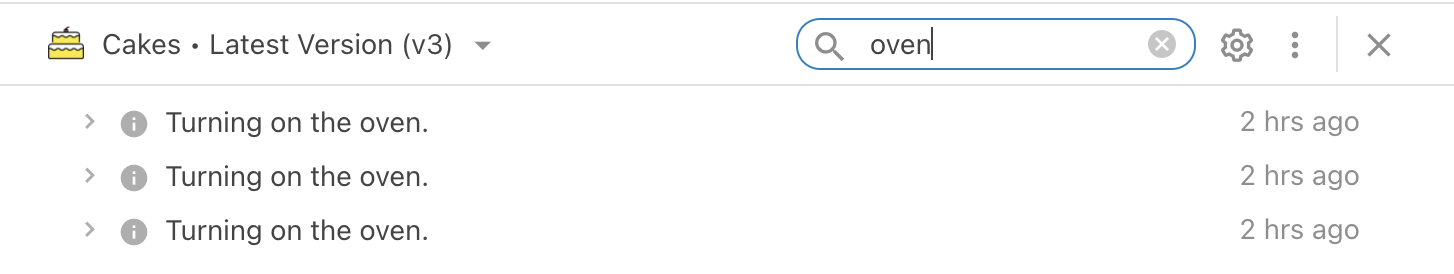 Cakes • Latest Version (v3) oven
Turning on the oven. 2 hrs ago
Turning on the oven. 2 hrs ago
Turning on the oven. 2 hrs ago